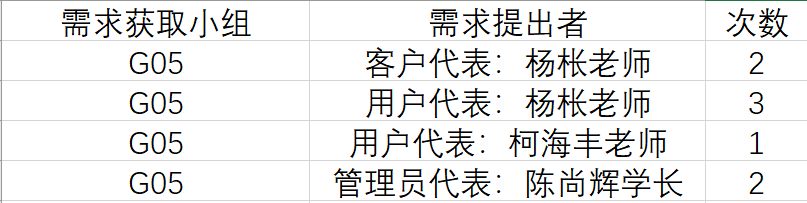 需求获取小组 需求提出者 次数
G05 客户代表：杨枨老师 2
G05 用户代表：杨枨老师 3
G05 用户代表：柯海丰老师 1
G05 管理员代表：陈尚辉学长 2